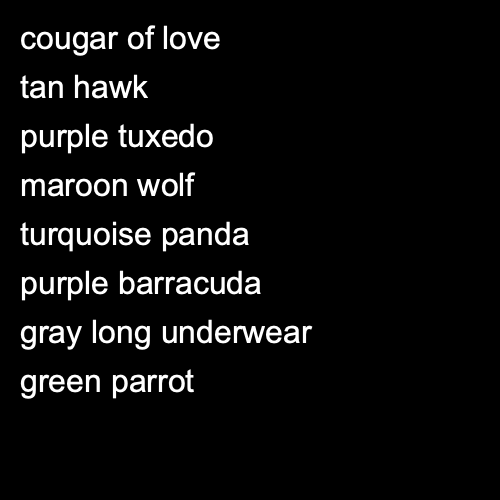 cougar of love
tan hawk
purple tuxedo
maroon wolf
turquoise panda
purple barracuda
gray long underwear
green parrot